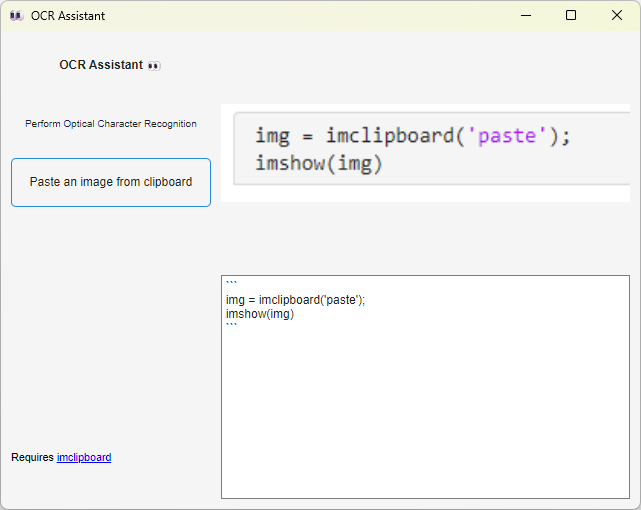 OCR Assistant
OCR Assistant 👀
Perform Optical Character Recognition
Paste an image from clipboard
img = imclipboard('paste');
imshow(img)
```
img = imclipboard('paste');
imshow(img)
```
Requires imclipboard